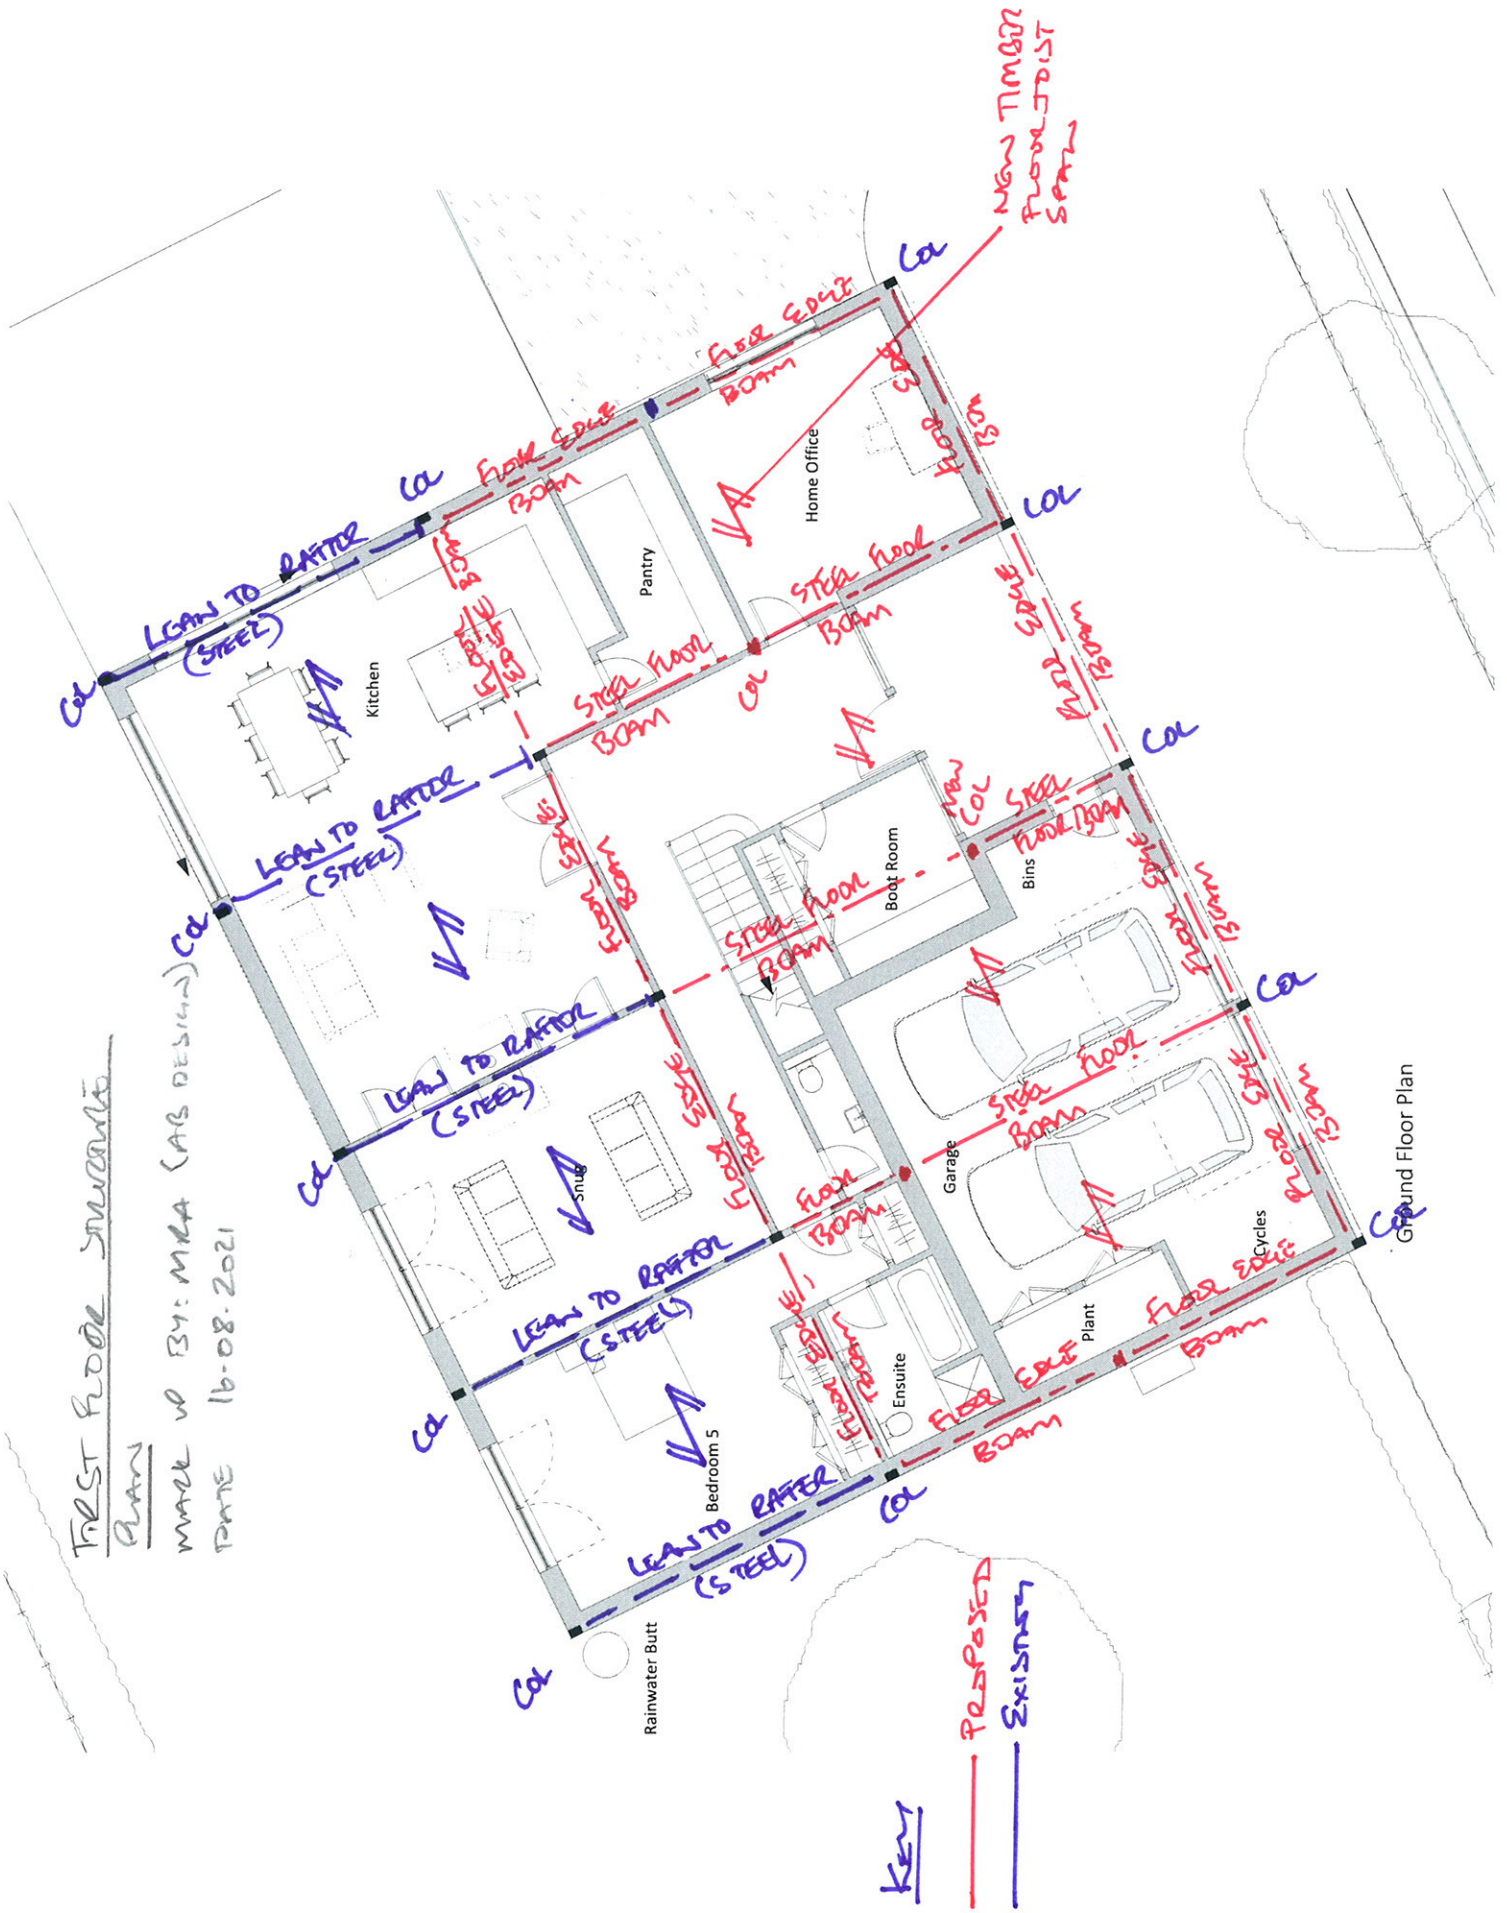 FIRST FLOOR STRUCTURE
PLAN
MARK UP BY: MRA (AB DESIGN)
DATE 16-08-2021
COL
LEAN TO RAFTER
(STEEL)
COL
LEAN TO RAFTER
(STEEL)
COL
LEAN TO RAFTER
(STEEL)
COL
LEAN TO RAFTER
(STEEL)
COL
LEAN TO RAFTER
(STEEL)
COL
COL
Kitchen
Snug
Bedroom 5
Rainwater Butt
FLOOR EDGE BEAM
FLOOR EDGE
BEAM
FLOOR EDGE
BEAM
COL
FLOOR EDGE
BEAM
FLOOR EDGE
BEAM
FLOOR EDGE
BEAM
Pantry
Home Office
STEEL FLOOR
BEAM
COL
STEEL FLOOR
BEAM
FLOOR EDGE
BEAM
COL
FLOOR EDGE
BEAM
COL
NEW TIMBER
FLOOR JOIST
SPAN
STEEL FLOOR
BEAM
Boot Room
NEW
COL
STEEL
FLOOR BEAM
Bins
FLOOR EDGE
BEAM
COL
FLOOR
BEAM
Garage
STEEL FLOOR
BEAM
FLOOR EDGE
BEAM
COL
Ensuite
Plant
Cycles
FLOOR EDGE
BEAM
FLOOR EDGE
BEAM
COL
Ground Floor Plan
KEY
PROPOSED
EXISTING